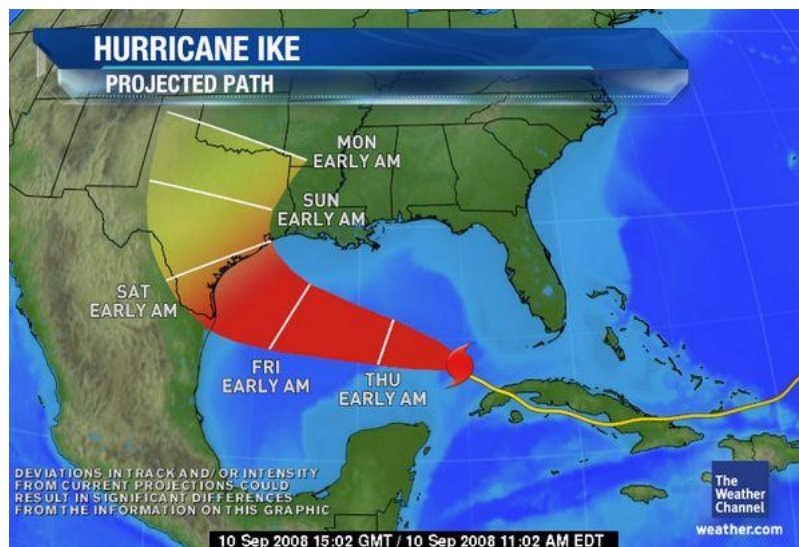 HURRICANE IKE
PROJECTED PATH
MON
EARLY AM
SUN
EARLY AM
SAT
EARLY AM
FRI
EARLY AM
THU
EARLY AM
DEVIATIONS IN TRACK AND/OR INTENSITY
FROM CURRENT PROJECTIONS COULD
RESULT IN SIGNIFICANT DIFFERENCES
FROM THE INFORMATION ON THIS GRAPHIC
The
Weather
Channel
weather.com
10 Sep 2008 15:02 GMT / 10 Sep 2008 11:02 AM EDT